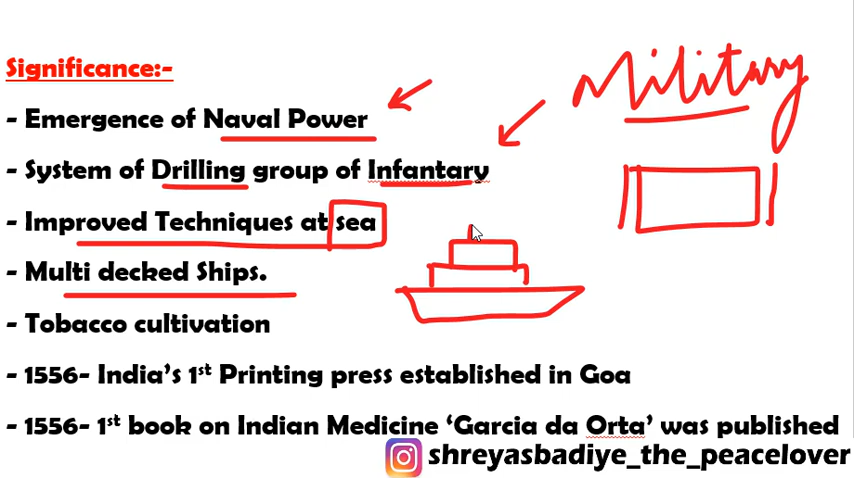 Significance:-
Military
- Emergence of Naval Power
- System of Drilling group of Infantary
- Improved Techniques at sea
- Multi decked Ships.
- Tobacco cultivation
- 1556- India's 1st Printing press established in Goa
- 1556- 1st book on Indian Medicine 'Garcia da Orta' was published
shreyasbadiye_the_peacelover